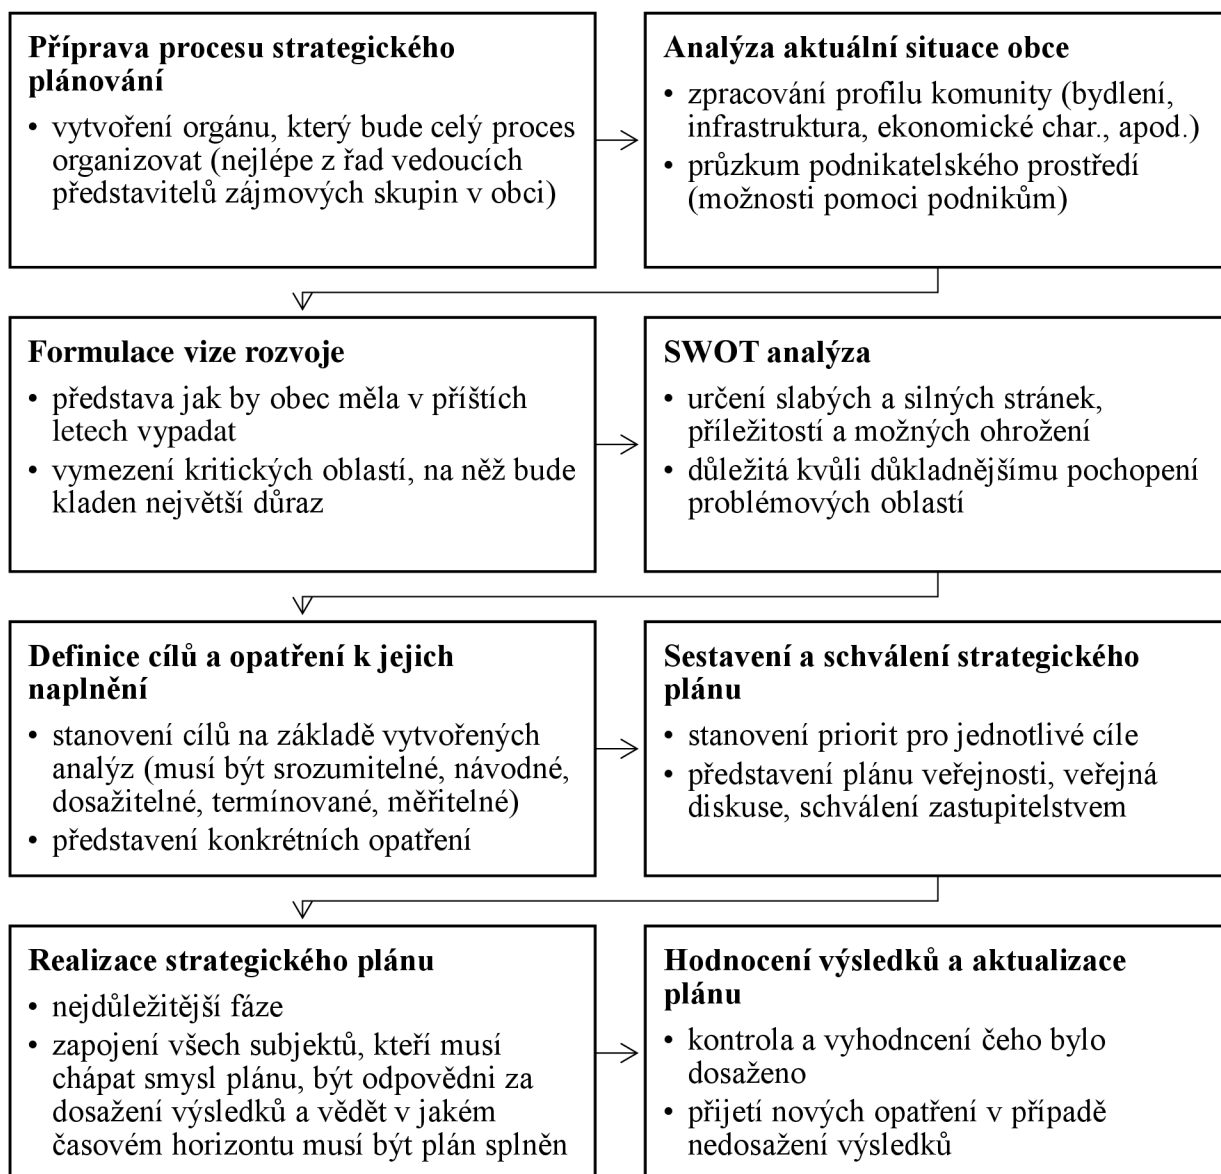 Příprava procesu strategického
plánování
• vytvoření orgánu, který bude celý proces
organizovat (nejlépe z řad vedoucích
představitelů zájmových skupin v obci)
Analýza aktuální situace obce
• zpracování profilu komunity (bydlení,
infrastruktura, ekonomické char., apod.)
• průzkum podnikatelského prostředí
(možnosti pomoci podnikům)
Formulace vize rozvoje
• představa jak by obec měla v příštích
letech vypadat
• vymezení kritických oblastí, na něž bude
kladen největší důraz
SWOT analýza
• určení slabých a silných stránek,
příležitostí a možných ohrožení
• důležitá kvůli důkladnějšímu pochopení
problémových oblastí
Definice cílů a opatření k jejich
naplnění
• stanovení cílů na základě vytvořených
analýz (musí být srozumitelné, návodné,
dosažitelné, termínované, měřitelné)
• představení konkrétních opatření
Sestavení a schválení strategického
plánu
• stanovení priorit pro jednotlivé cíle
• představení plánu veřejnosti, veřejná
diskuse, schválení zastupitelstvem
Realizace strategického plánu
• nejdůležitější fáze
• zapojení všech subjektů, kteří musí
chápat smysl plánu, být odpovědni za
dosažení výsledků a vědět v jakém
časovém horizontu musí být plán splněn
Hodnocení výsledků a aktualizace
plánu
• kontrola a vyhodncení čeho bylo
dosaženo
• přijetí nových opatření v případě
nedosažení výsledků